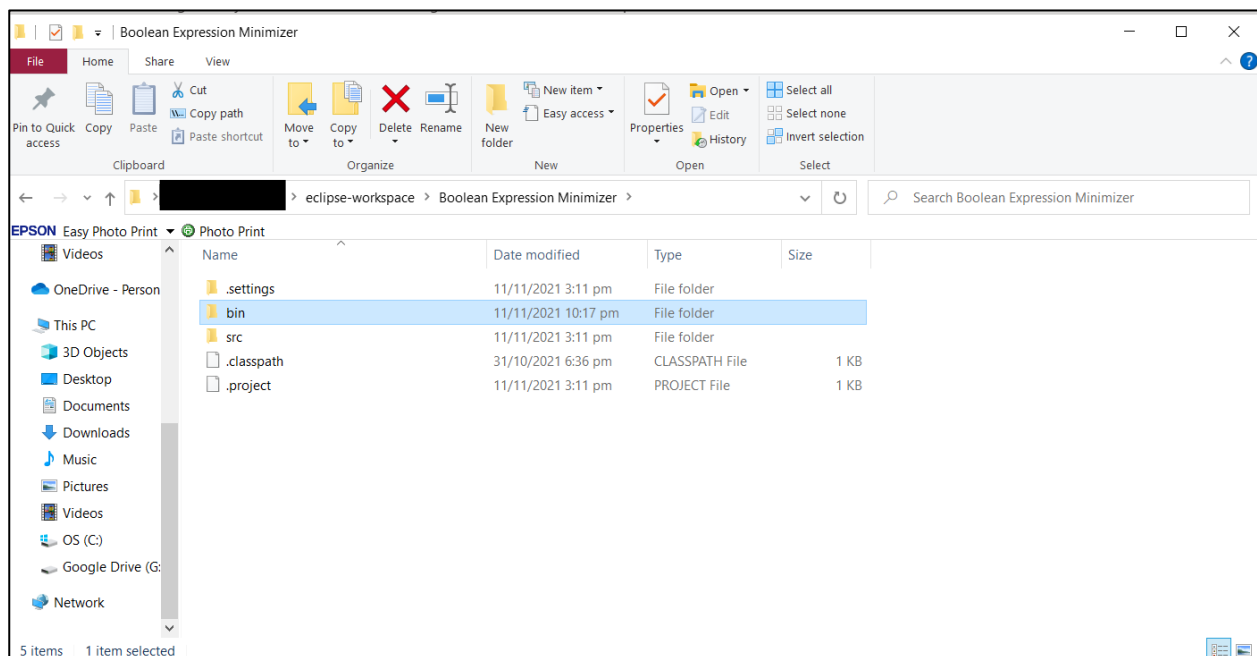 Boolean Expression Minimizer
File Home Share View
Pin to Quick access
Copy
Paste
Cut
Copy path
Paste shortcut
Clipboard
Move to
Copy to
Delete
Rename
Organize
New folder
New item
Easy access
New
Properties
Open
Edit
History
Open
Select all
Select none
Invert selection
Select
eclipse-workspace > Boolean Expression Minimizer >
Search Boolean Expression Minimizer
EPSON Easy Photo Print Photo Print
Videos
OneDrive - Person
This PC
3D Objects
Desktop
Documents
Downloads
Music
Pictures
Videos
OS (C:)
Google Drive (G:
Network
Name Date modified Type Size
.settings 11/11/2021 3:11 pm File folder
bin 11/11/2021 10:17 pm File folder
src 11/11/2021 3:11 pm File folder
.classpath 31/10/2021 6:36 pm CLASSPATH File 1 KB
.project 11/11/2021 3:11 pm PROJECT File 1 KB
5 items 1 item selected